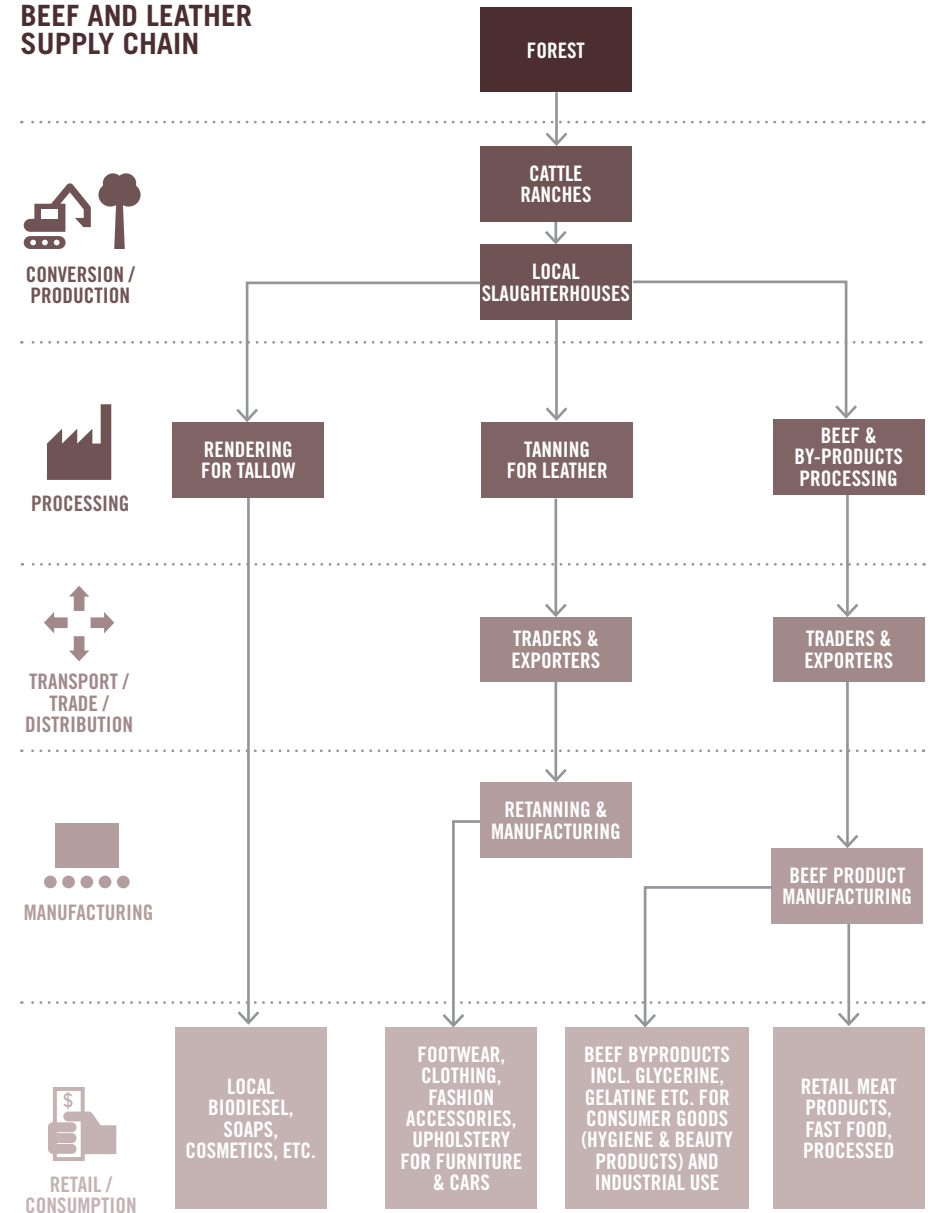 BEEF AND LEATHER
SUPPLY CHAIN
FOREST
CATTLE
RANCHES
CONVERSION /
PRODUCTION
LOCAL
SLAUGHTERHOUSES
PROCESSING
RENDERING
FOR TALLOW
TANNING
FOR LEATHER
BEEF &
BY-PRODUCTS
PROCESSING
TRANSPORT /
TRADE /
DISTRIBUTION
TRADERS &
EXPORTERS
TRADERS &
EXPORTERS
MANUFACTURING
RETANNING &
MANUFACTURING
BEEF PRODUCT
MANUFACTURING
$
RETAIL /
CONSUMPTION
LOCAL
BIODIESEL,
SOAPS,
COSMETICS, ETC.
FOOTWEAR,
CLOTHING,
FASHION
ACCESSORIES,
UPHOLSTERY
FOR FURNITURE
& CARS
BEEF BYPRODUCTS
INCL. GLYCERINE,
GELATINE ETC. FOR
CONSUMER GOODS
(HYGIENE & BEAUTY
PRODUCTS) AND
INDUSTRIAL USE
RETAIL MEAT
PRODUCTS,
FAST FOOD,
PROCESSED